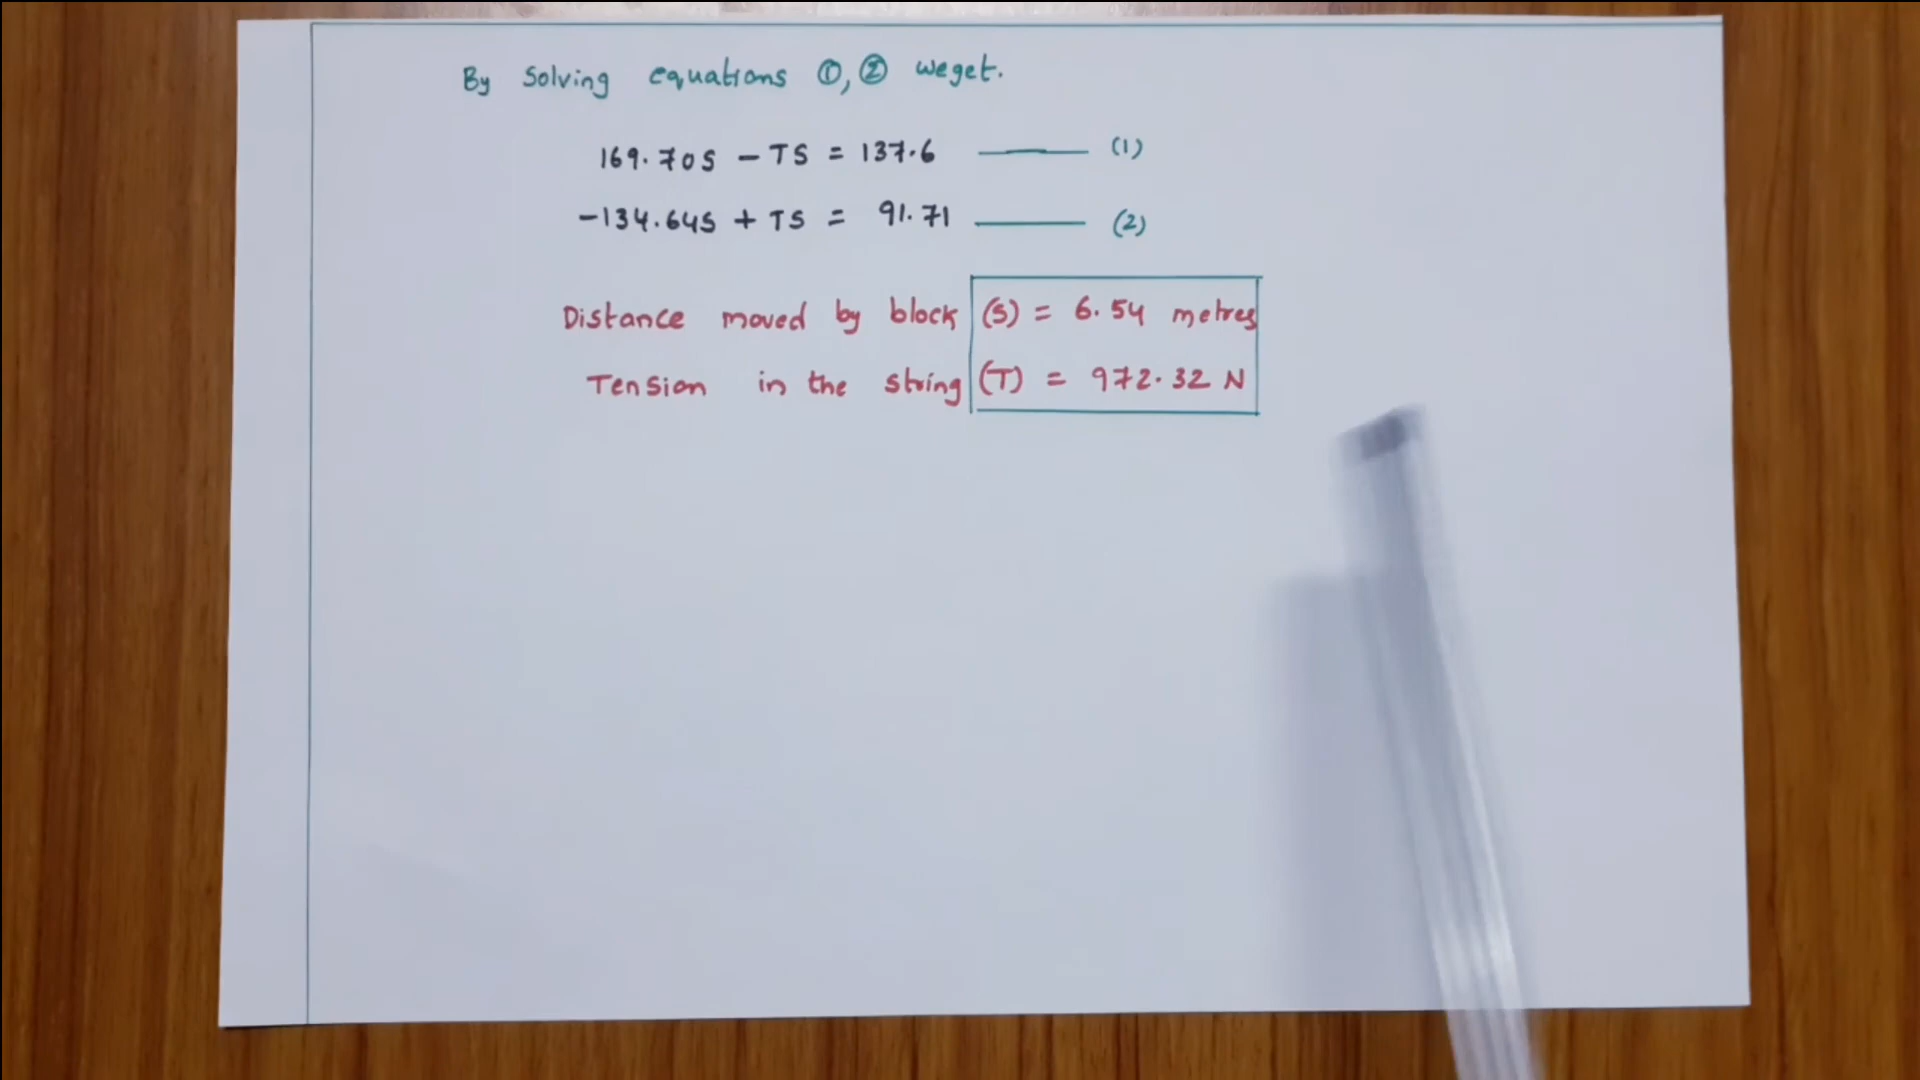 By solving equations ①, ② weget.
169.70S - TS = 137.6 ——— (1)
-134.64S + TS = 91.71 ——— (2)
Distance moved by block (S) = 6.54 metres
Tension in the string (T) = 972.32 N